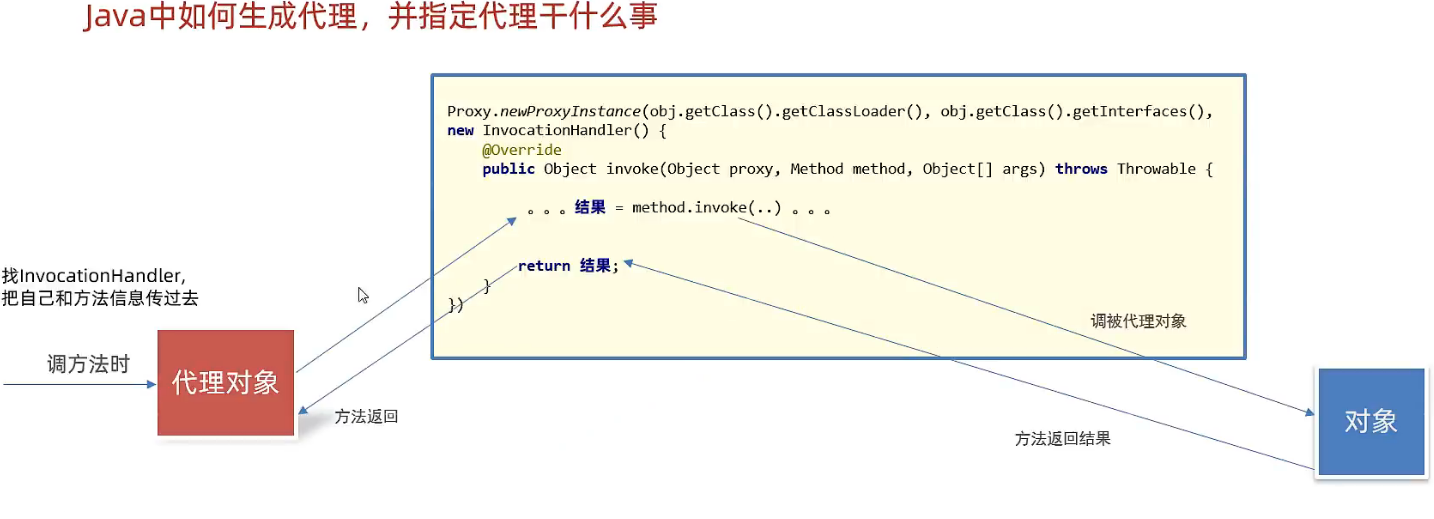 Java中如何生成代理，并指定代理干什么事
Proxy.newProxyInstance(obj.getClass().getClassLoader(), obj.getClass().getInterfaces(),
new InvocationHandler() {
@Override
public Object invoke(Object proxy, Method method, Object[] args) throws Throwable {
。。。结果 = method.invoke(..) 。。。
return 结果;
}
})
找InvocationHandler,
把自己和方法信息传过去
调方法时
代理对象
方法返回
调被代理对象
方法返回结果
对象